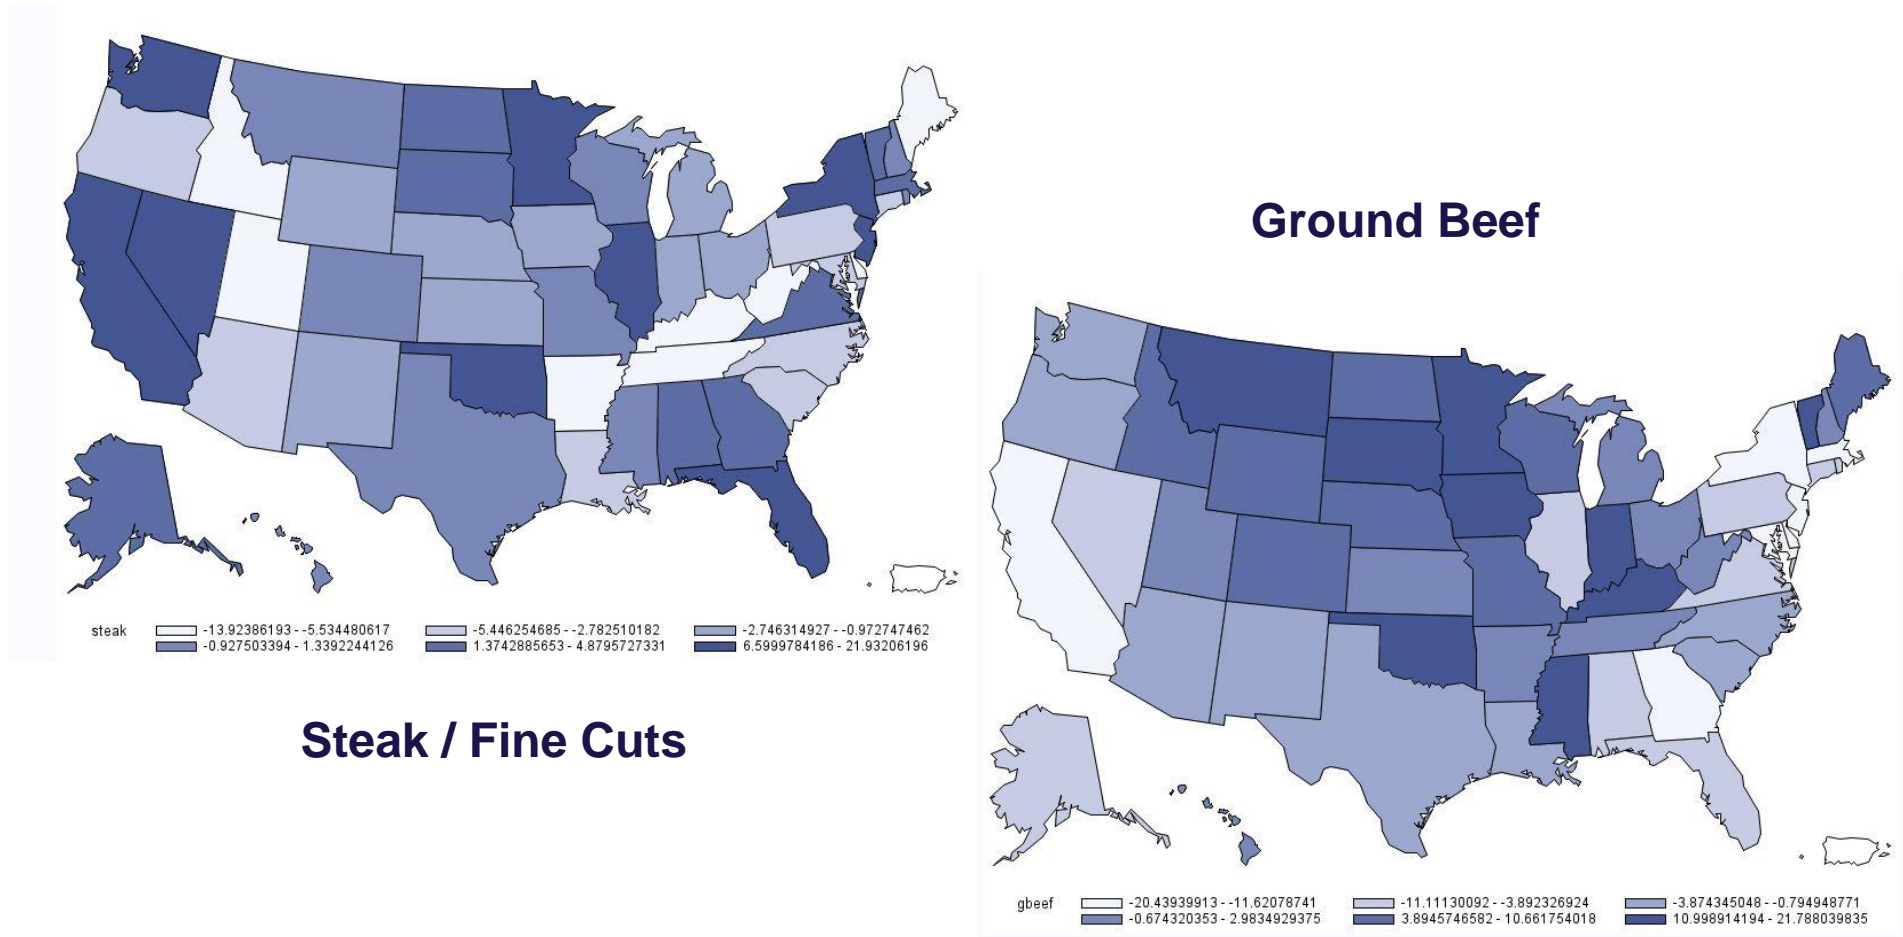 Ground Beef
steak
-13.92386193 - -5.534480617
-5.446254685 - -2.782510182
-2.746314927 - -0.972747462
-0.927503394 - 1.3392244126
1.3742885653 - 4.8795727331
6.5999784186 - 21.93206196
Steak / Fine Cuts
gbeef
-20.43939913 - -11.62078741
-11.11130092 - -3.892326924
-3.874345048 - -0.794948771
-0.674320353 - 2.9834929375
3.8945746582 - 10.661754018
10.998914194 - 21.788039835